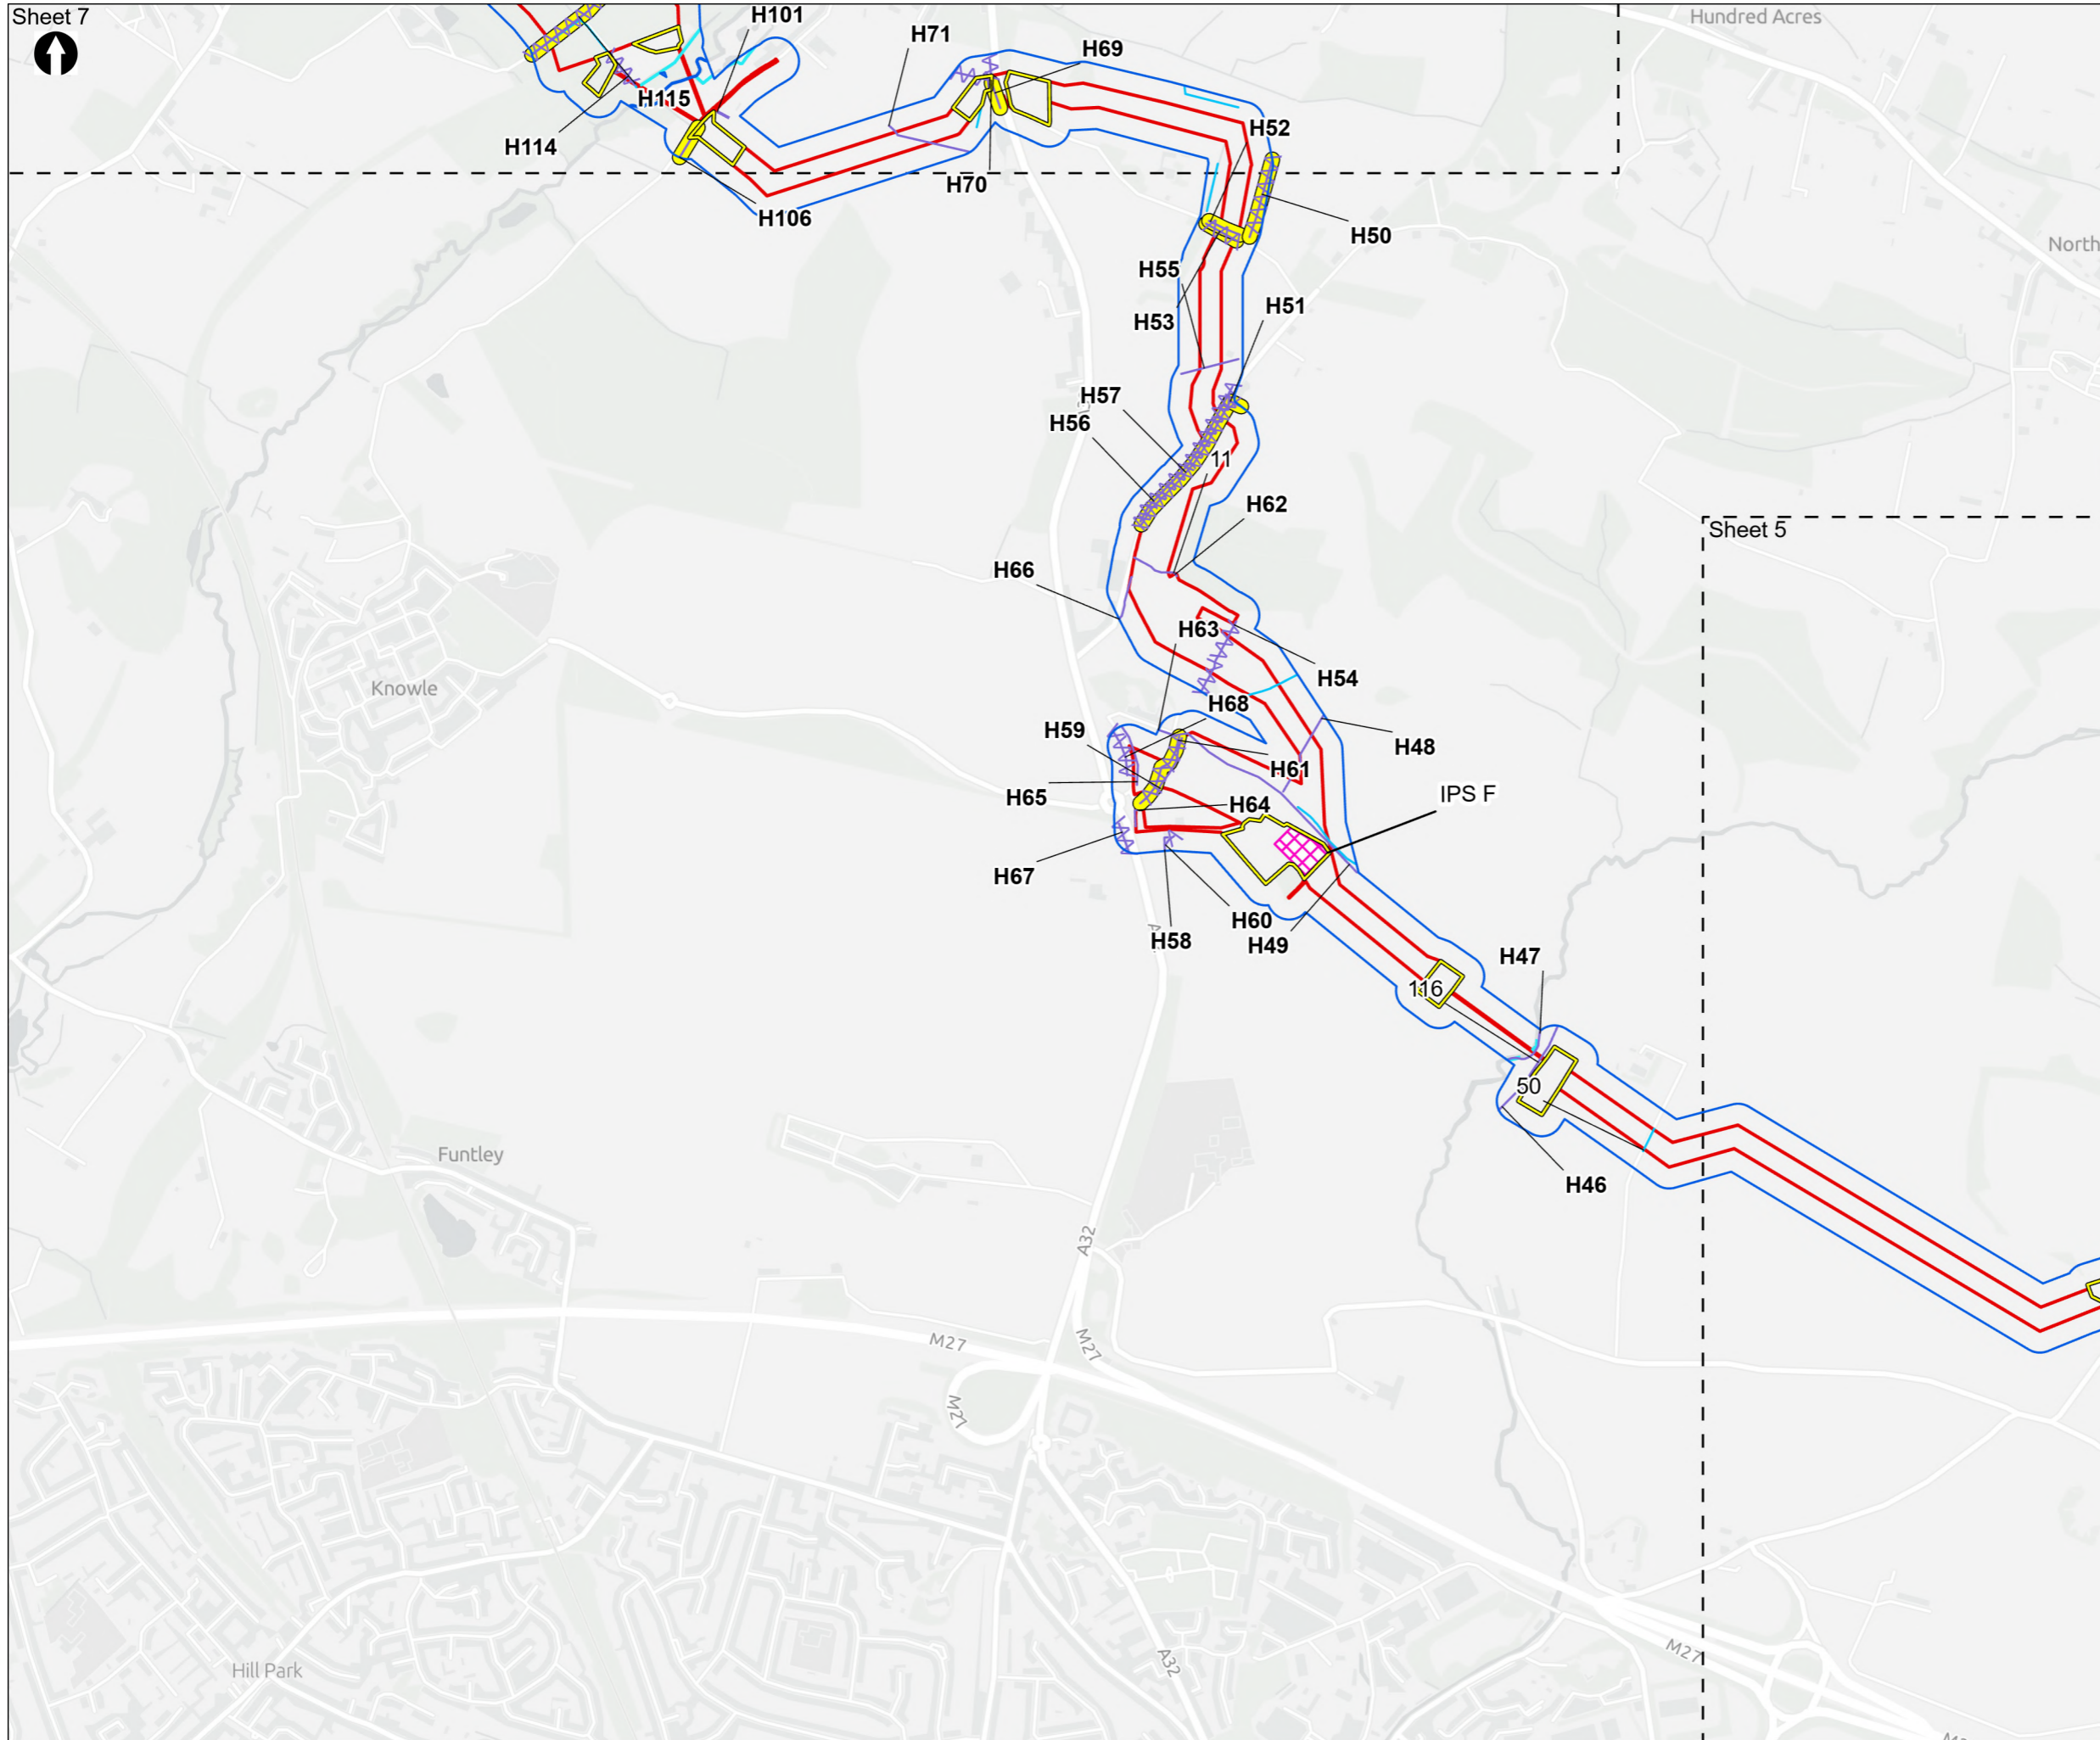 Sheet 7
H101
Hundred Acres
H71
H69
H115
H52
H114
H70
H106
H50
North
H55
H51
H53
H57
H56
11
H62
Sheet 5
H66
H63
H54
Knowle
H68
H59
H48
H61
H65
H64
IPS F
H67
H60
H58
H49
H47
116
50
Funtley
H46
A32
M27
M27
M27
M27
A32
Hill Park